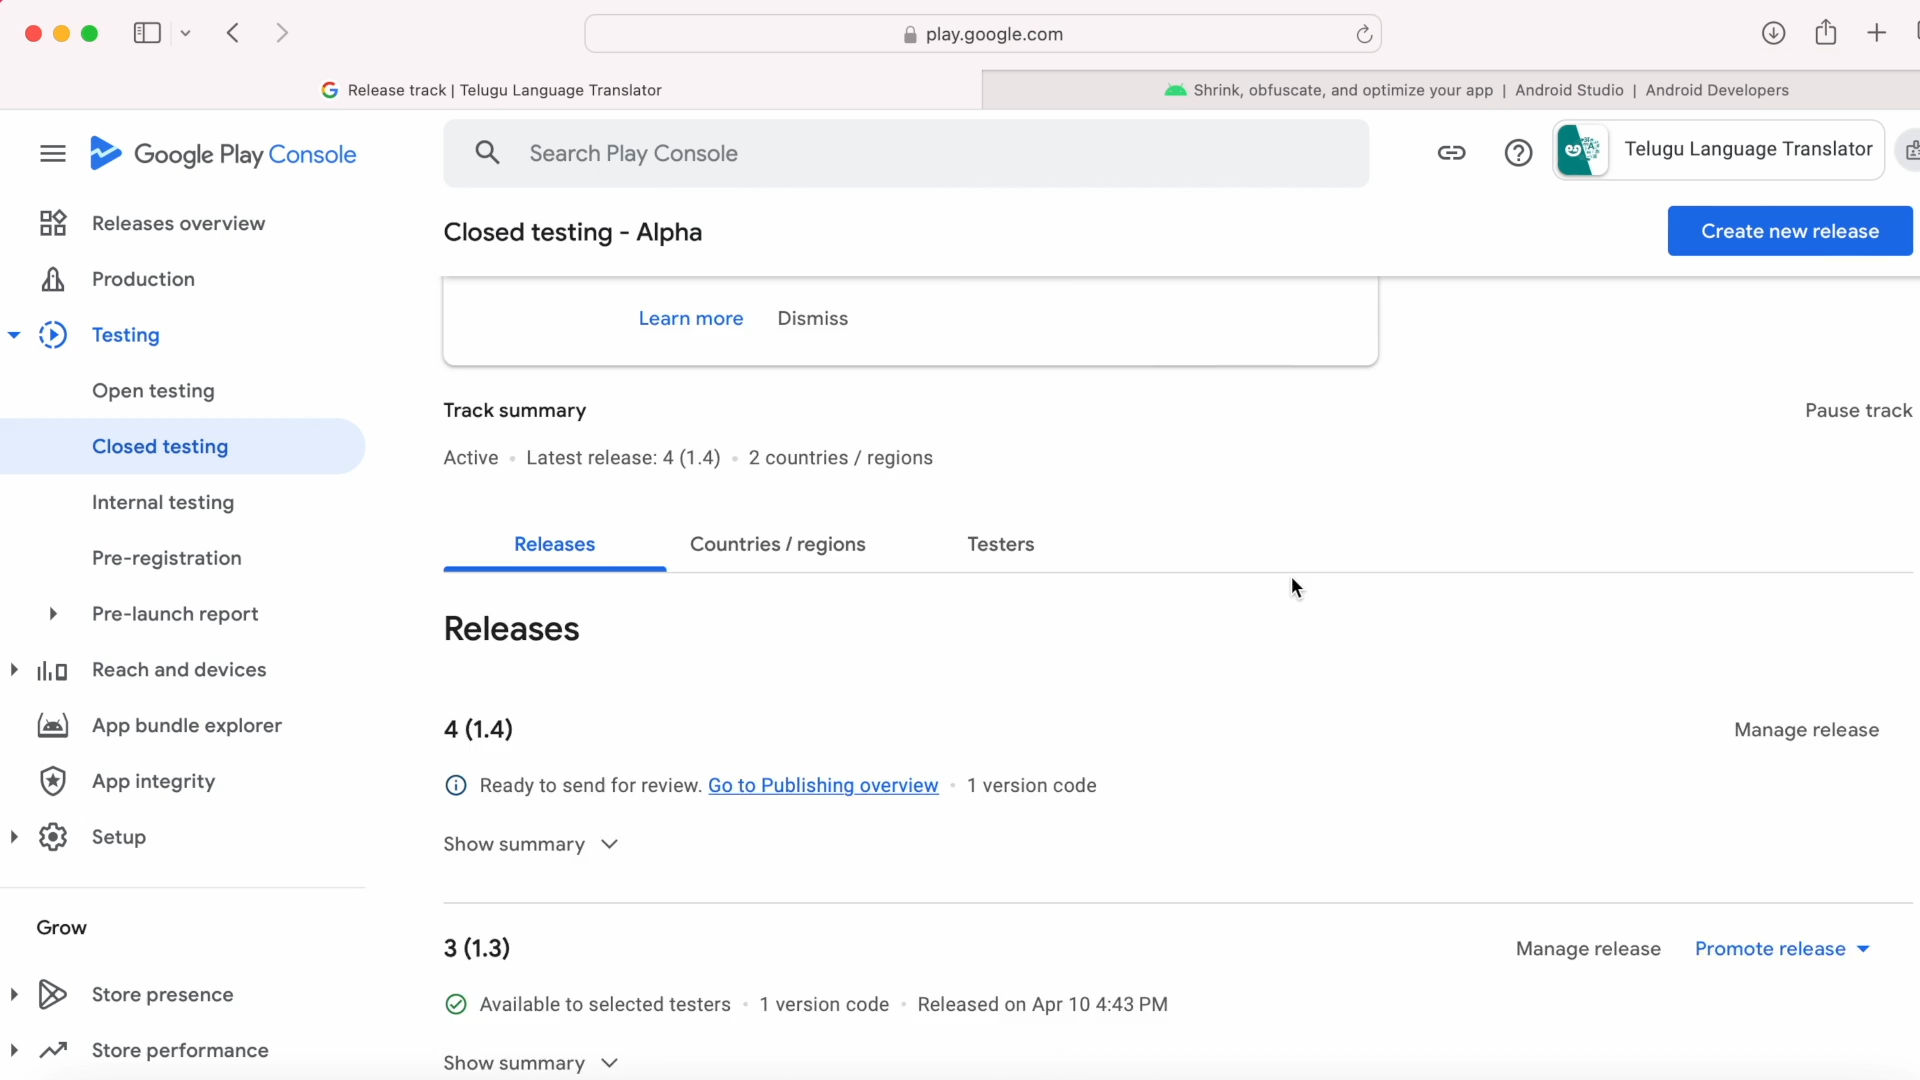 play.google.com
Release track | Telugu Language Translator
Shrink, obfuscate, and optimize your app | Android Studio | Android Developers
Google Play Console
Search Play Console
Telugu Language Translator
Releases overview
Production
Testing
Open testing
Closed testing
Internal testing
Pre-registration
Pre-launch report
Reach and devices
App bundle explorer
App integrity
Setup
Grow
Store presence
Store performance
Closed testing - Alpha
Create new release
Learn more
Dismiss
Track summary
Pause track
Active • Latest release: 4 (1.4) • 2 countries / regions
Releases
Countries / regions
Testers
Releases
4 (1.4)
Manage release
Ready to send for review. Go to Publishing overview • 1 version code
Show summary
3 (1.3)
Manage release
Promote release
Available to selected testers • 1 version code • Released on Apr 10 4:43 PM
Show summary